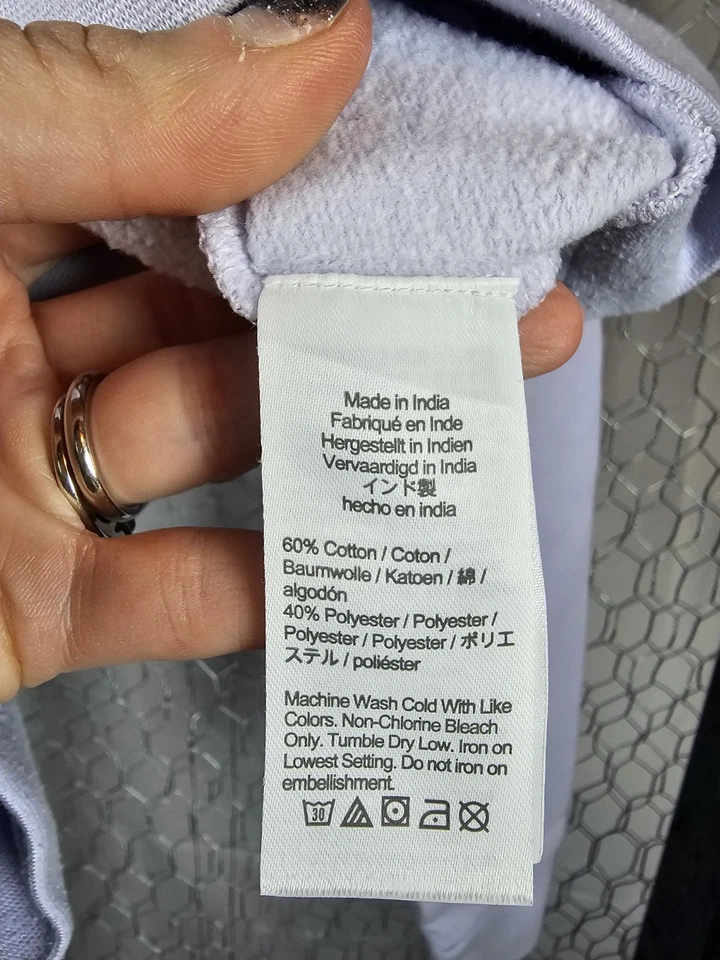 Made in India
Fabriqué en Inde
Hergestellt in Indien
Vervaardigd in India
インド製
hecho en india
60% Cotton / Coton /
Baumwolle / Katoen / 綿 /
algodón
40% Polyester / Polyester /
Polyester / Polyester / ポリエ
ステル / poliéster
Machine Wash Cold With Like
Colors. Non-Chlorine Bleach
Only. Tumble Dry Low. Iron on
Lowest Setting. Do not iron on
embellishment.
30